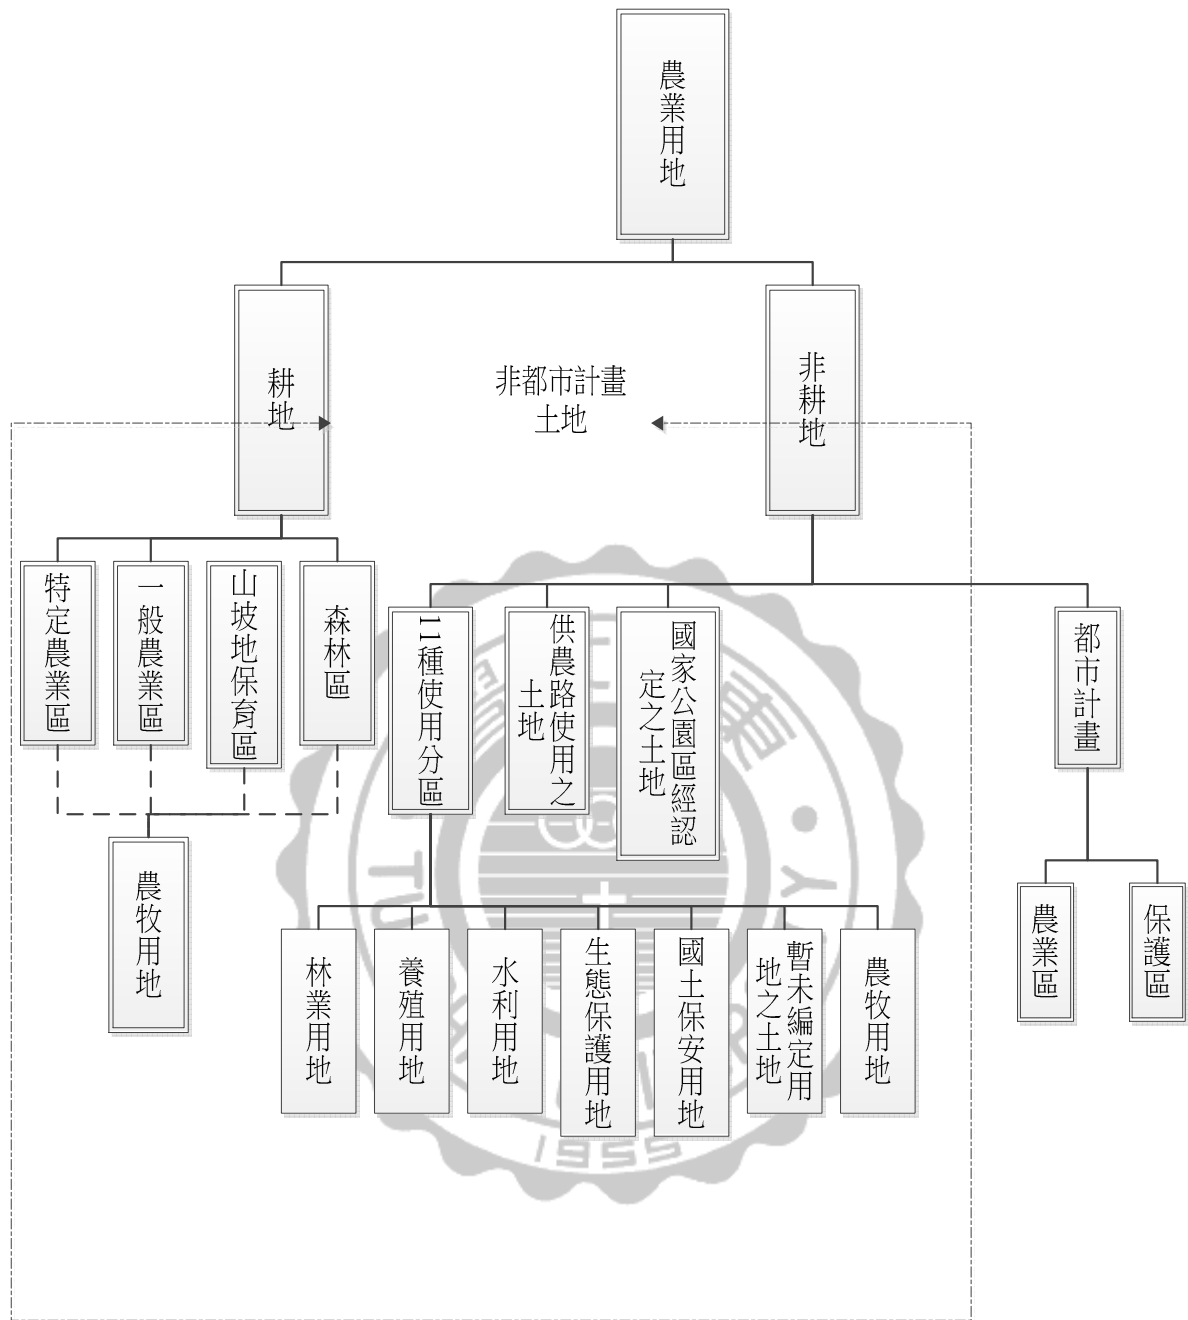 農業用地
耕地
非都市計畫
土地
非耕地
特定農業區
一般農業區
山坡地保育區
森林區
11種使用分區
供農路使用之
土地
國家公園區經認
定之土地
都市計畫
農牧用地
林業用地
養殖用地
水利用地
生態保護用地
國土保安用地
暫未編定用
地之土地
農牧用地
農業區
保護區
1955